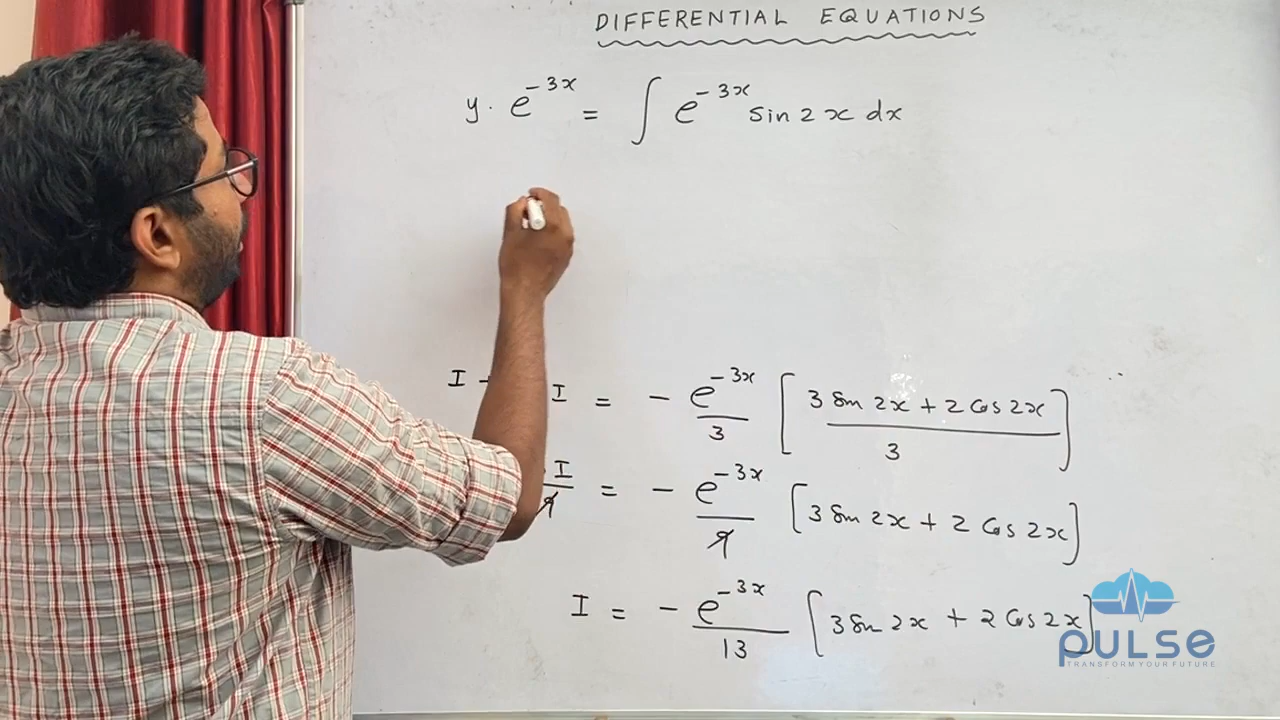 DIFFERENTIAL EQUATIONS
y. e^{-3x} = ∫ e^{-3x} sin 2x dx
I + I = - e^{-3x}/3 [3 sin 2x + 2 Cos 2x / 3]
I/9 = - e^{-3x}/9 [3 sin 2x + 2 Cos 2x]
I = - e^{-3x}/13 [3 sin 2x + 2 Cos 2x]
PULSE
TRANSFORM YOUR FUTURE